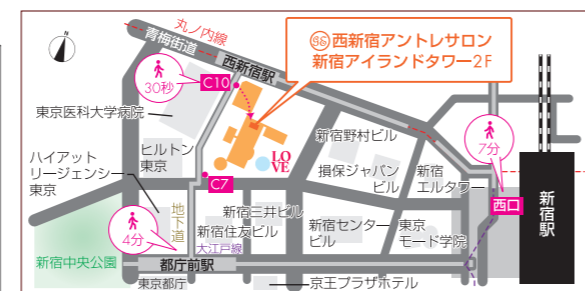 丸ノ内線
青梅街道
西新宿駅
西新宿アントレサロン
新宿アイランドタワー2F
30秒
C10
東京医科大学病院
ヒルトン
東京
ハイアット
リージェンシー
東京
LO
VE
C7
新宿野村ビル
損保ジャパン
ビル
新宿
エルタワー
7分
西口
新宿駅
地下道
4分
新宿三井ビル
新宿住友ビル
大江戸線
新宿センター
ビル
東京
モード学院
新宿中央公園
都庁前駅
東京都庁
京王プラザホテル